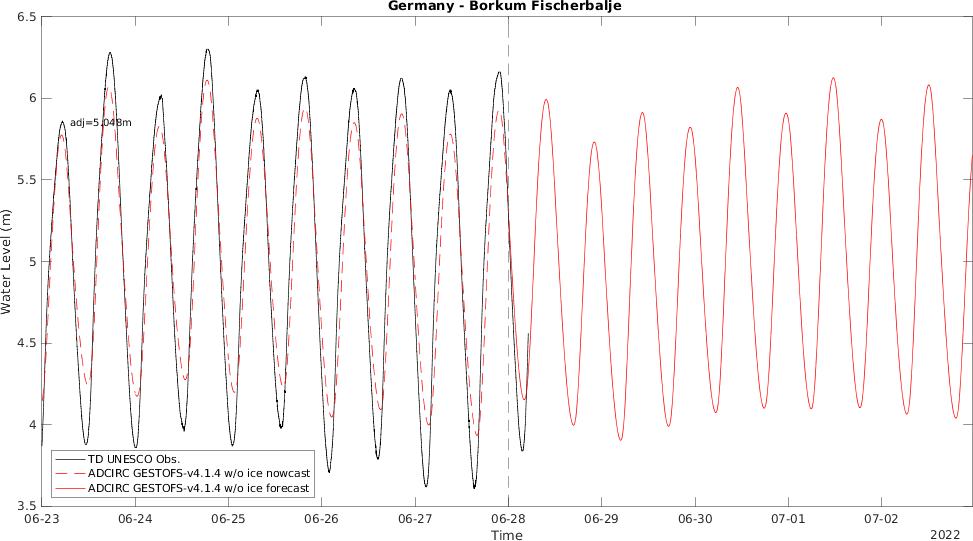 Germany - Borkum Fischerbalje
6.5
6
5.5
5
4.5
4
3.5
Water Level (m)
adj=5.048m
TD UNESCO Obs.
ADCIRC GESTOFS-v4.1.4 w/o ice nowcast
ADCIRC GESTOFS-v4.1.4 w/o ice forecast
06-23 06-24 06-25 06-26 06-27 06-28 06-29 06-30 07-01 07-02
Time
2022